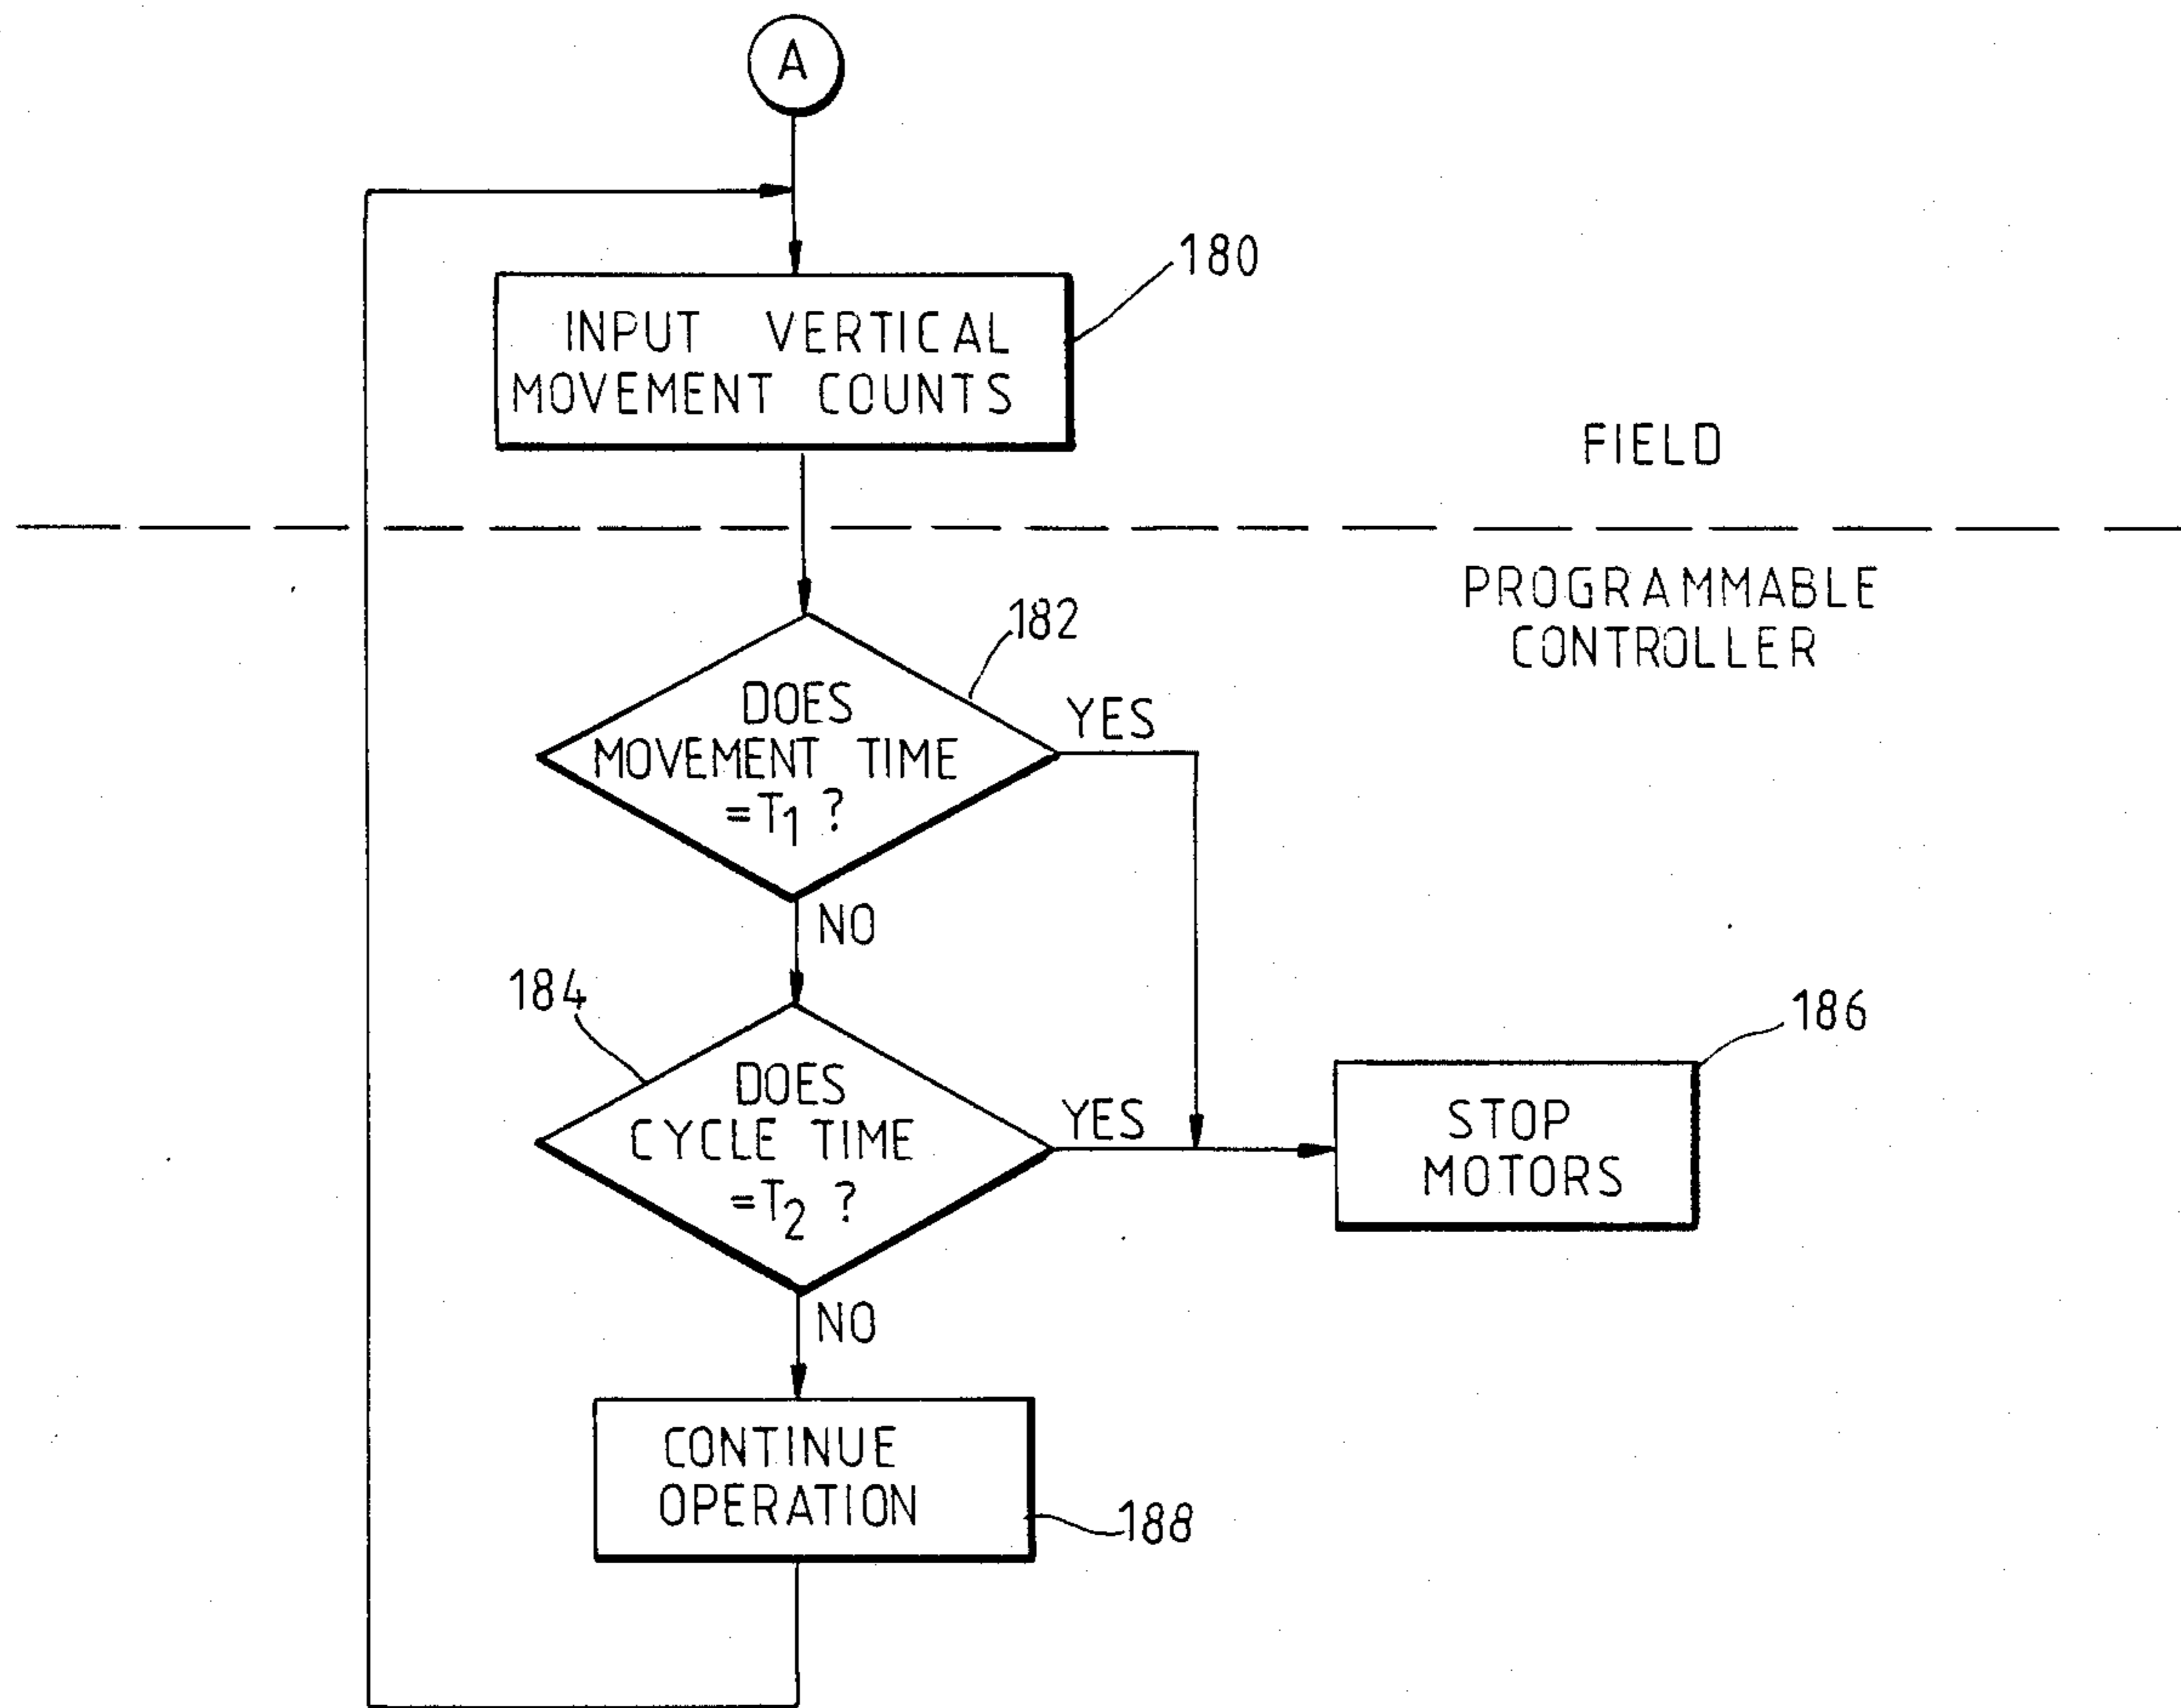 A
180
INPUT VERTICAL
MOVEMENT COUNTS
FIELD
PROGRAMMABLE
CONTROLLER
182
DOES
MOVEMENT TIME
=T1 ?
YES
NO
184
DOES
CYCLE TIME
=T2 ?
YES
186
STOP
MOTORS
NO
CONTINUE
OPERATION
188